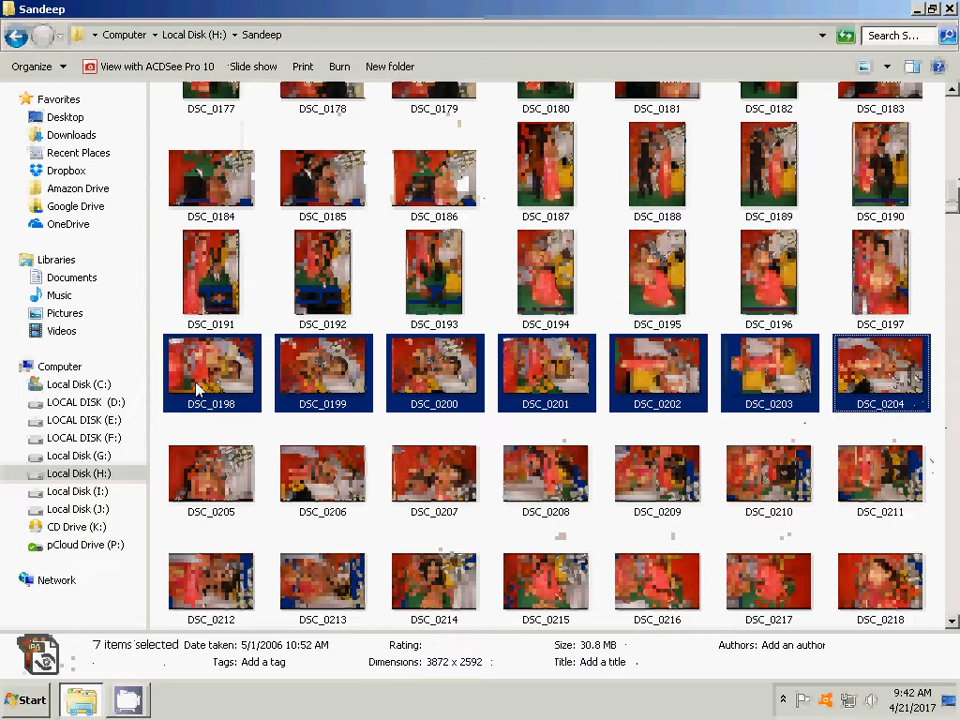 Sandeep
Computer Local Disk (H:) Sandeep Search S...
Organize View with ACDSee Pro 10 Slide show Print Burn New folder
Favorites
Desktop
Downloads
Recent Places
Dropbox
Amazon Drive
Google Drive
OneDrive
Libraries
Documents
Music
Pictures
Videos
Computer
Local Disk (C:)
LOCAL DISK (D:)
LOCAL DISK (E:)
LOCAL DISK (F:)
Local Disk (G:)
Local Disk (H:)
Local Disk (I:)
Local Disk (J:)
CD Drive (K:)
pCloud Drive (P:)
Network
DSC_0177 DSC_0178 DSC_0179 DSC_0180 DSC_0181 DSC_0182 DSC_0183
DSC_0184 DSC_0185 DSC_0186 DSC_0187 DSC_0188 DSC_0189 DSC_0190
DSC_0191 DSC_0192 DSC_0193 DSC_0194 DSC_0195 DSC_0196 DSC_0197
DSC_0198 DSC_0199 DSC_0200 DSC_0201 DSC_0202 DSC_0203 DSC_0204
DSC_0205 DSC_0206 DSC_0207 DSC_0208 DSC_0209 DSC_0210 DSC_0211
DSC_0212 DSC_0213 DSC_0214 DSC_0215 DSC_0216 DSC_0217 DSC_0218
7 items selected Date taken: 5/1/2006 10:52 AM Rating: Size: 30.8 MB Authors: Add an author
Tags: Add a tag Dimensions: 3872 x 2592 Title: Add a title
Start 9:42 AM
4/21/2017